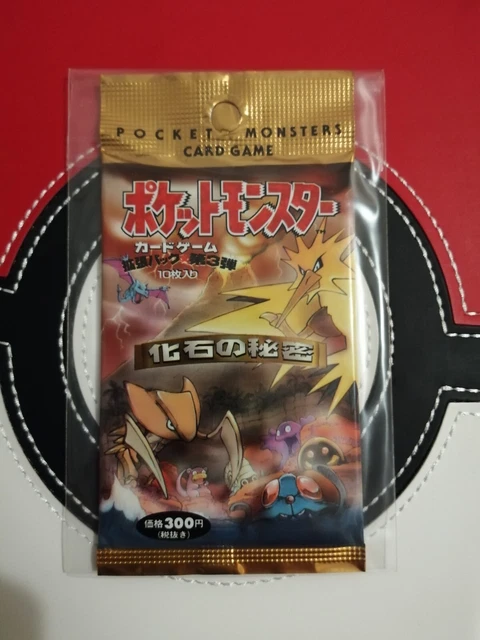 POCKET MONSTERS
CARD GAME
ポケットモンスター
TM
カードゲーム
拡張パック 第3弾
10枚入り
化石の秘密
価格300円
(税抜き)